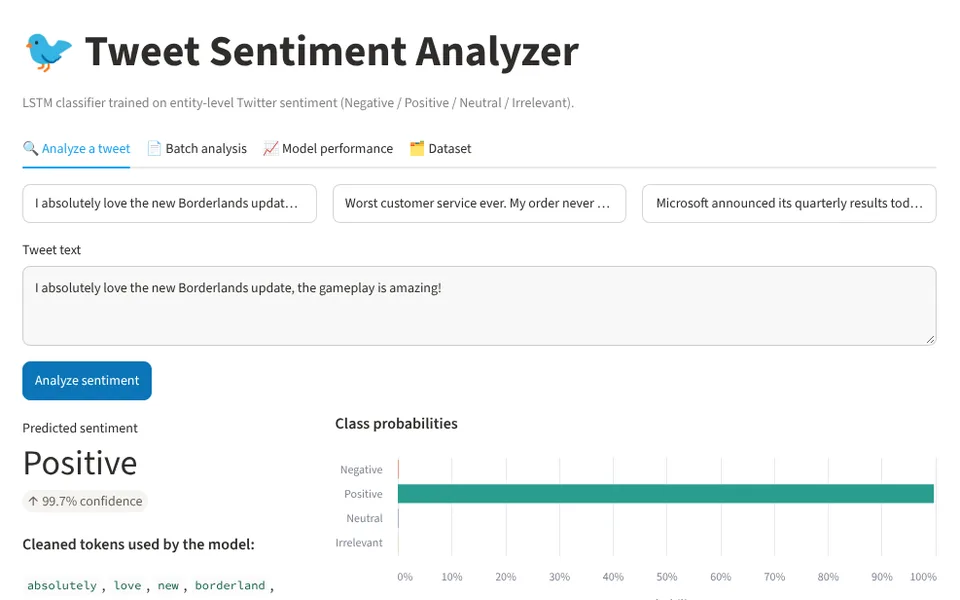 Tweet Sentiment Analyzer
LSTM classifier trained on entity-level Twitter sentiment (Negative / Positive / Neutral / Irrelevant).
Analyze a tweet Batch analysis Model performance Dataset
I absolutely love the new Borderlands updat... Worst customer service ever. My order never ... Microsoft announced its quarterly results tod...
Tweet text
I absolutely love the new Borderlands update, the gameplay is amazing!
Analyze sentiment
Predicted sentiment
Positive
↑ 99.7% confidence
Cleaned tokens used by the model:
absolutely , love , new , borderland ,
Class probabilities
Negative
Positive
Neutral
Irrelevant
0% 10% 20% 30% 40% 50% 60% 70% 80% 90% 100%